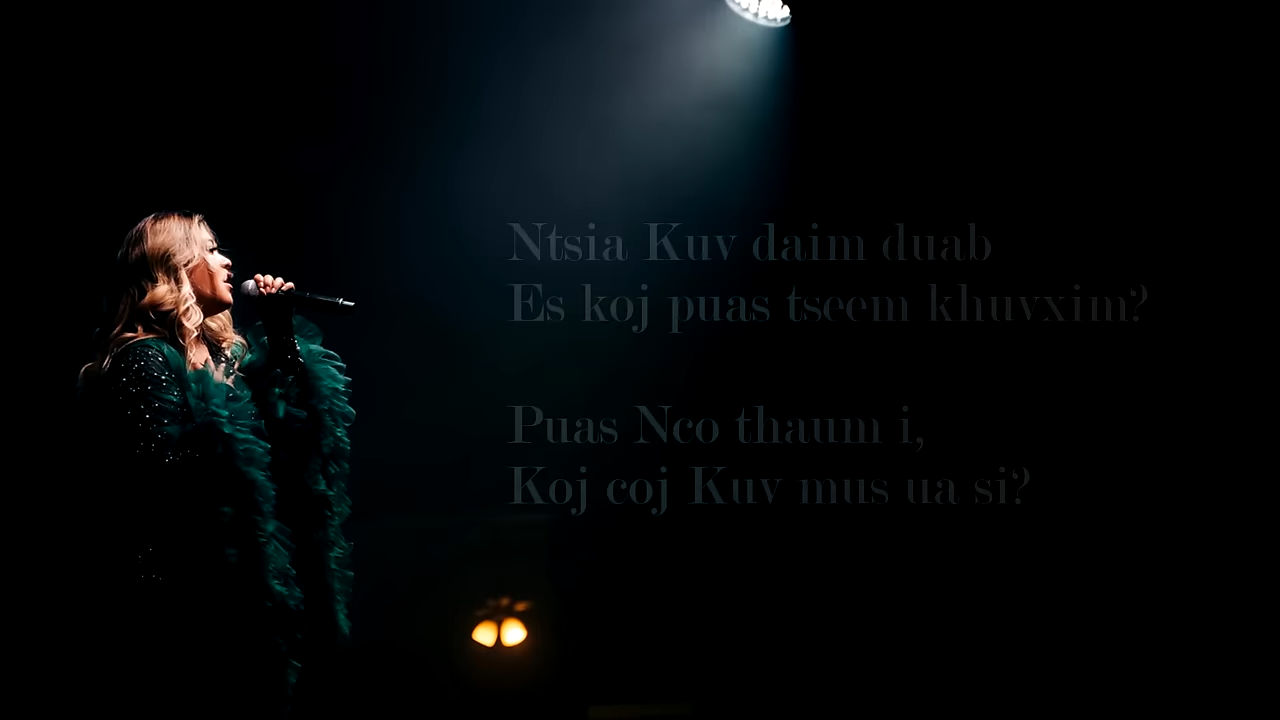 Ntsia Kuv daim duab
Es koj puas tseem khuvxim?
Puas Nco thaum i,
Koj coj Kuv mus ua si?